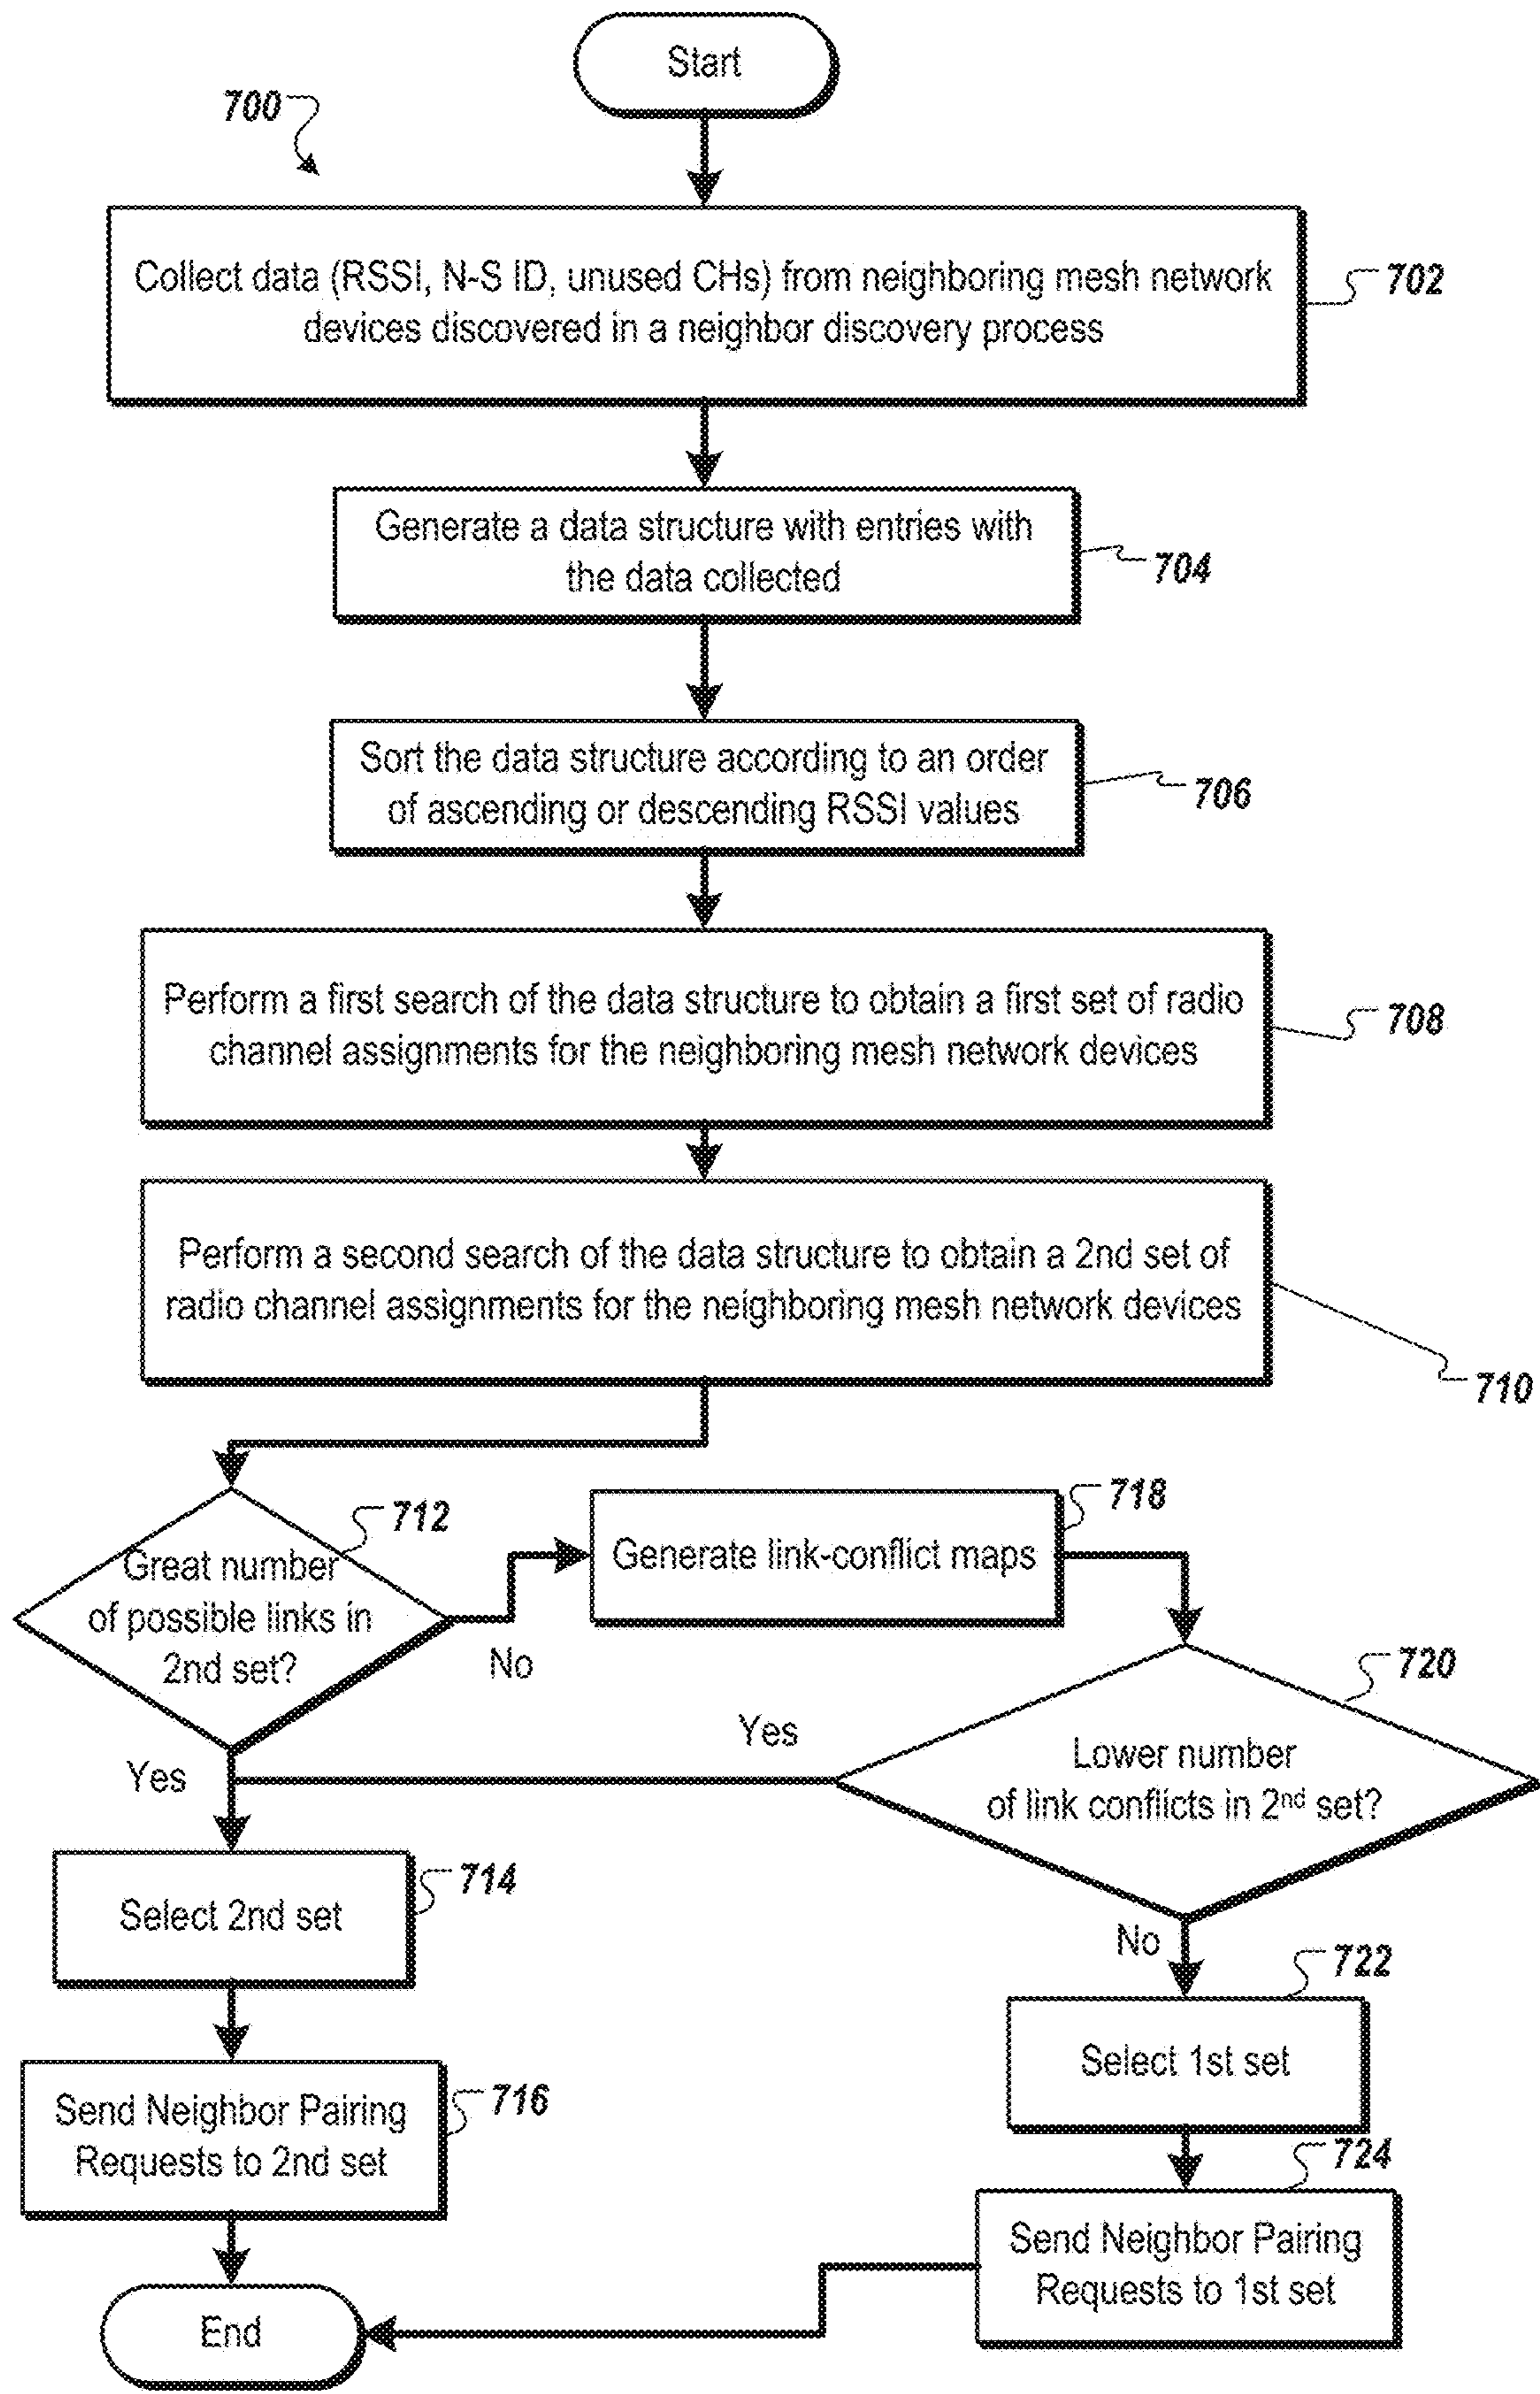 Start
700
Collect data (RSSI, N-S ID, unused CHs) from neighboring mesh network
devices discovered in a neighbor discovery process
702
Generate a data structure with entries with
the data collected
704
Sort the data structure according to an order
of ascending or descending RSSI values
706
Perform a first search of the data structure to obtain a first set of radio
channel assignments for the neighboring mesh network devices
708
Perform a second search of the data structure to obtain a 2nd set of
radio channel assignments for the neighboring mesh network devices
710
712
Great number
of possible links in
2nd set?
No
Yes
718
Generate link-conflict maps
720
Lower number
of link conflicts in 2nd set?
Yes
No
714
Select 2nd set
722
Select 1st set
716
Send Neighbor Pairing
Requests to 2nd set
724
Send Neighbor Pairing
Requests to 1st set
End